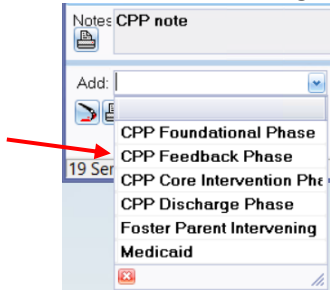 Notes CPP note
Add:
CPP Foundational Phase
CPP Feedback Phase
19 Ser
CPP Core Intervention Pha
CPP Discharge Phase
Foster Parent Intervening
Medicaid